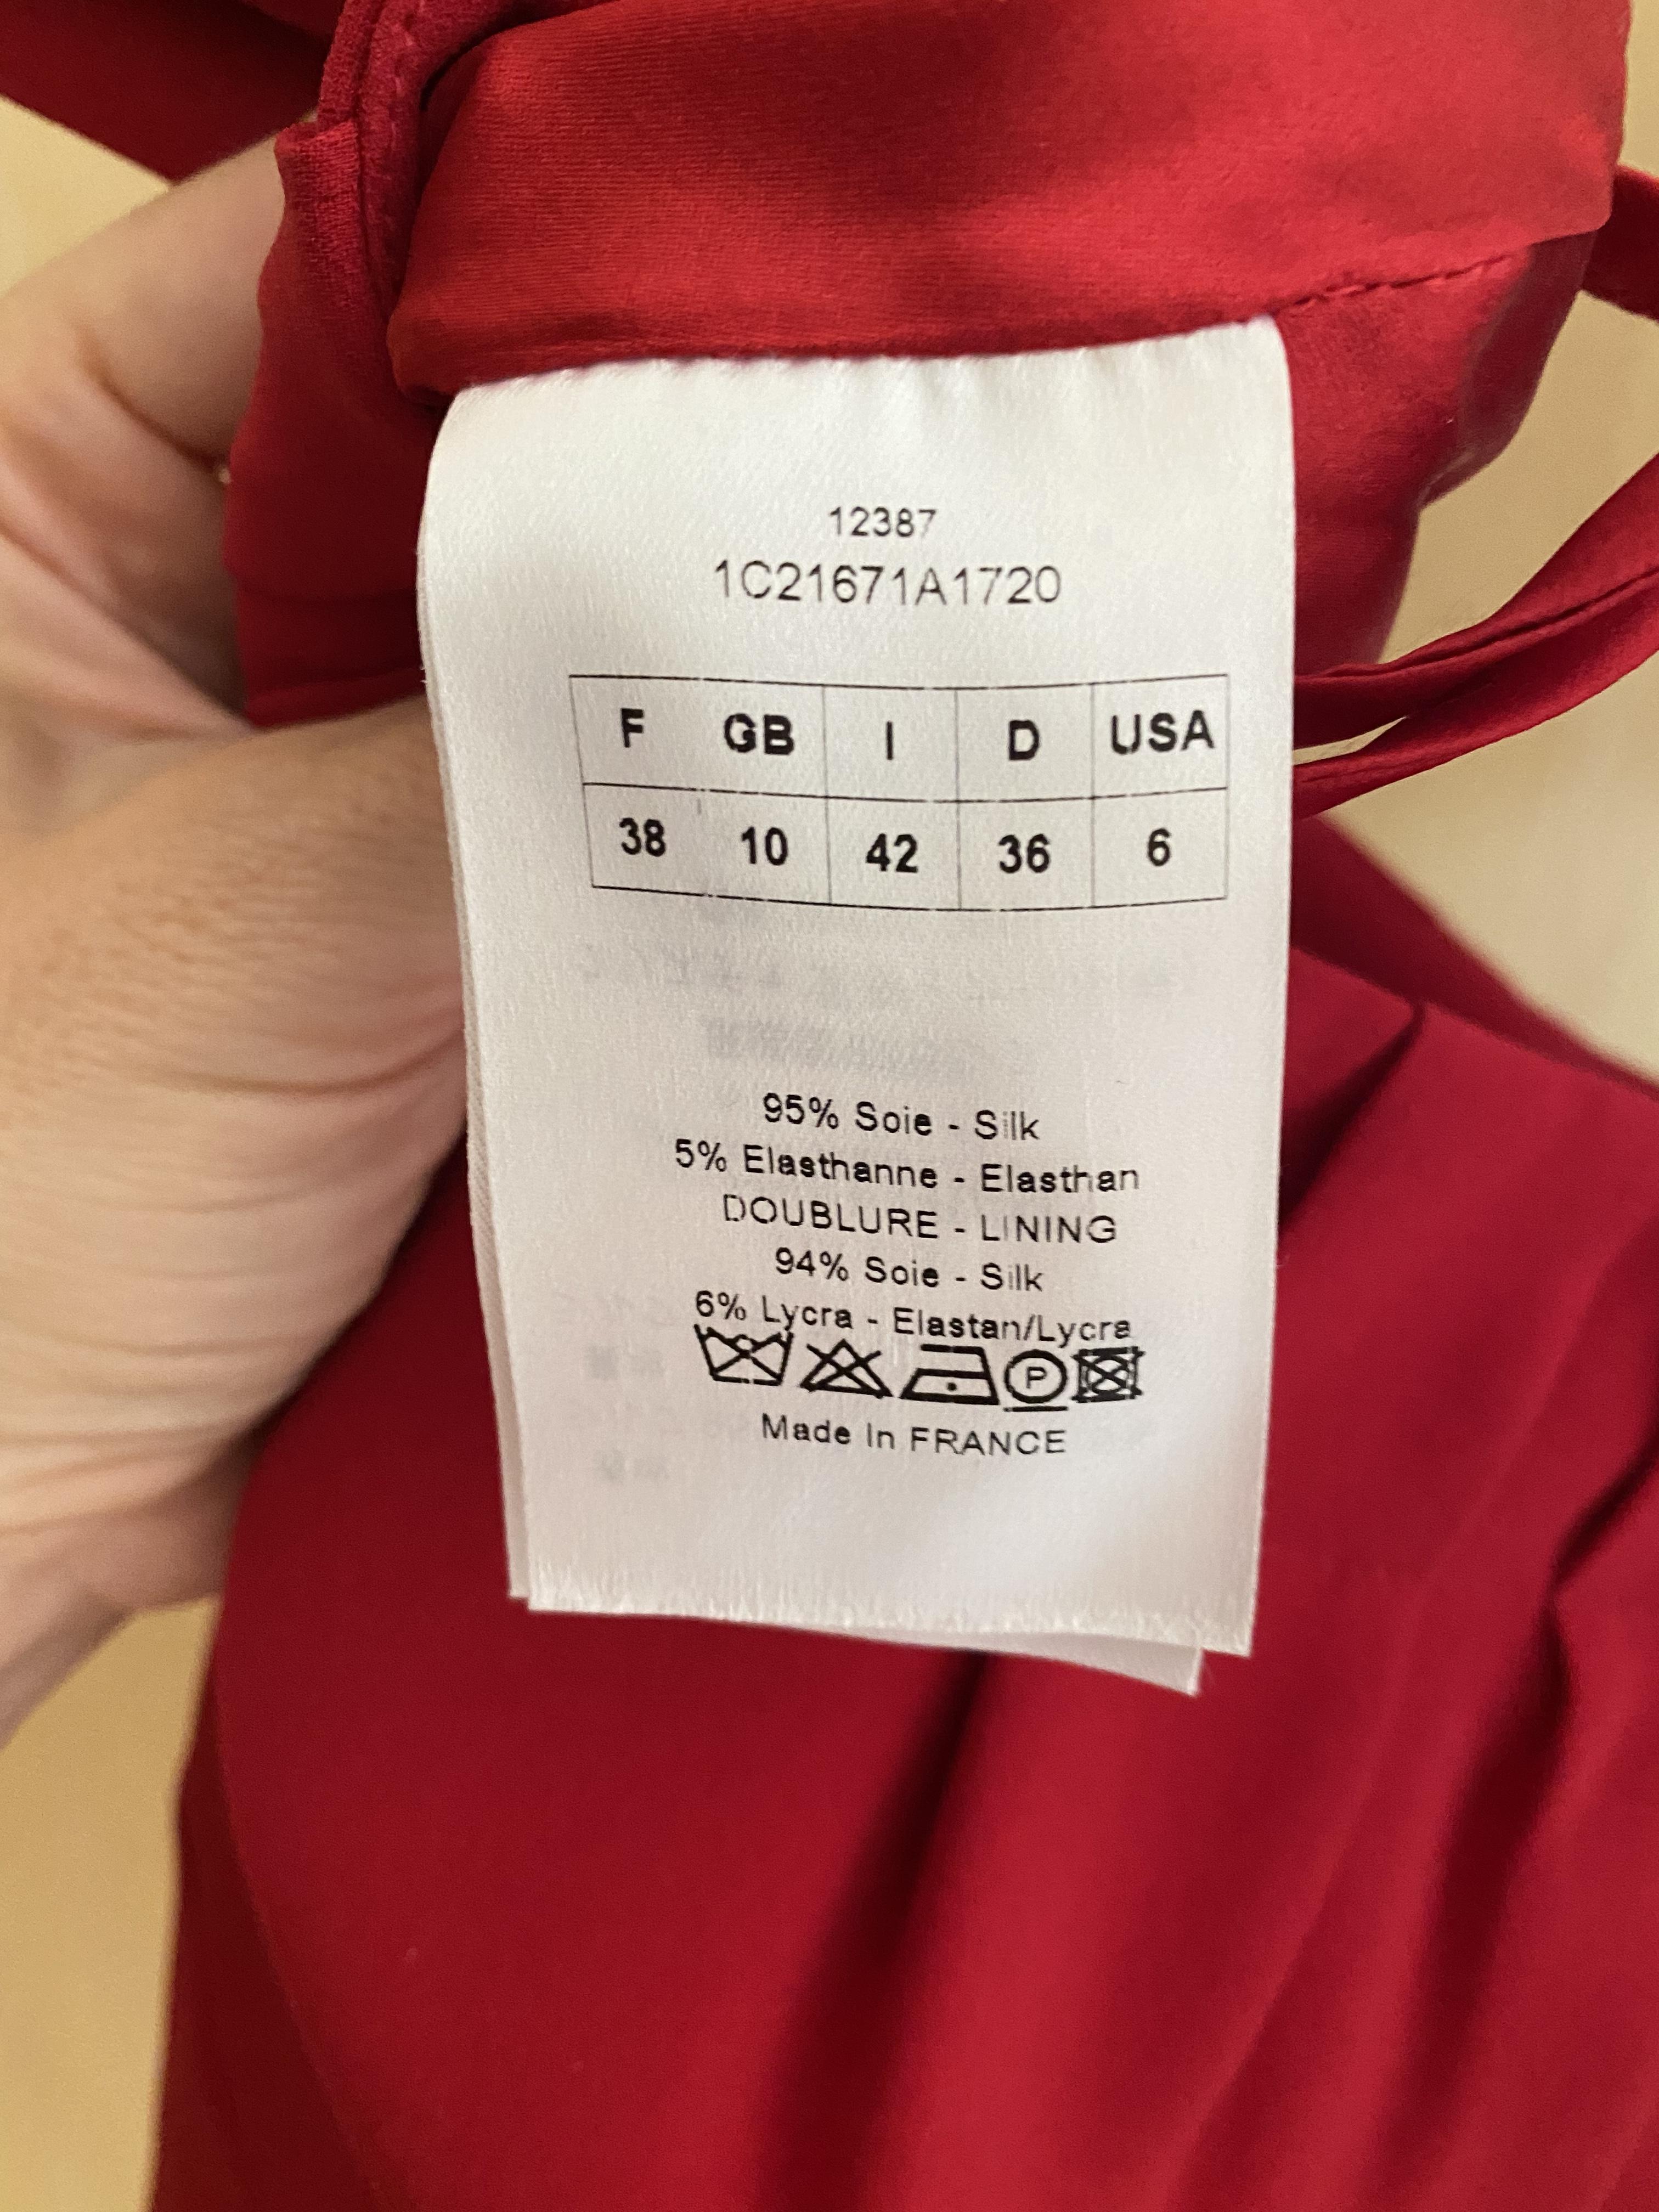 12387
1C21671A1720
F GB I D USA
38 10 42 36 6
95% Soie - Silk
5% Elasthanne - Elasthan
DOUBLURE - LINING
94% Soie - Silk
6% Lycra - Elastan/Lycra
P
Made In FRANCE